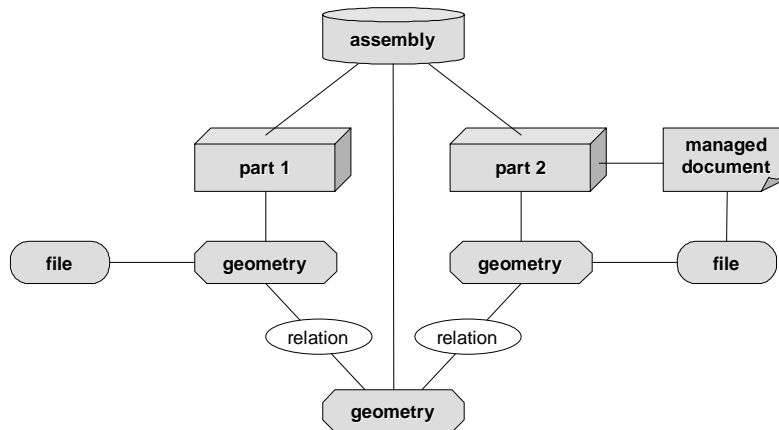 assembly
part 1
part 2
managed
document
file
geometry
geometry
file
relation
relation
geometry